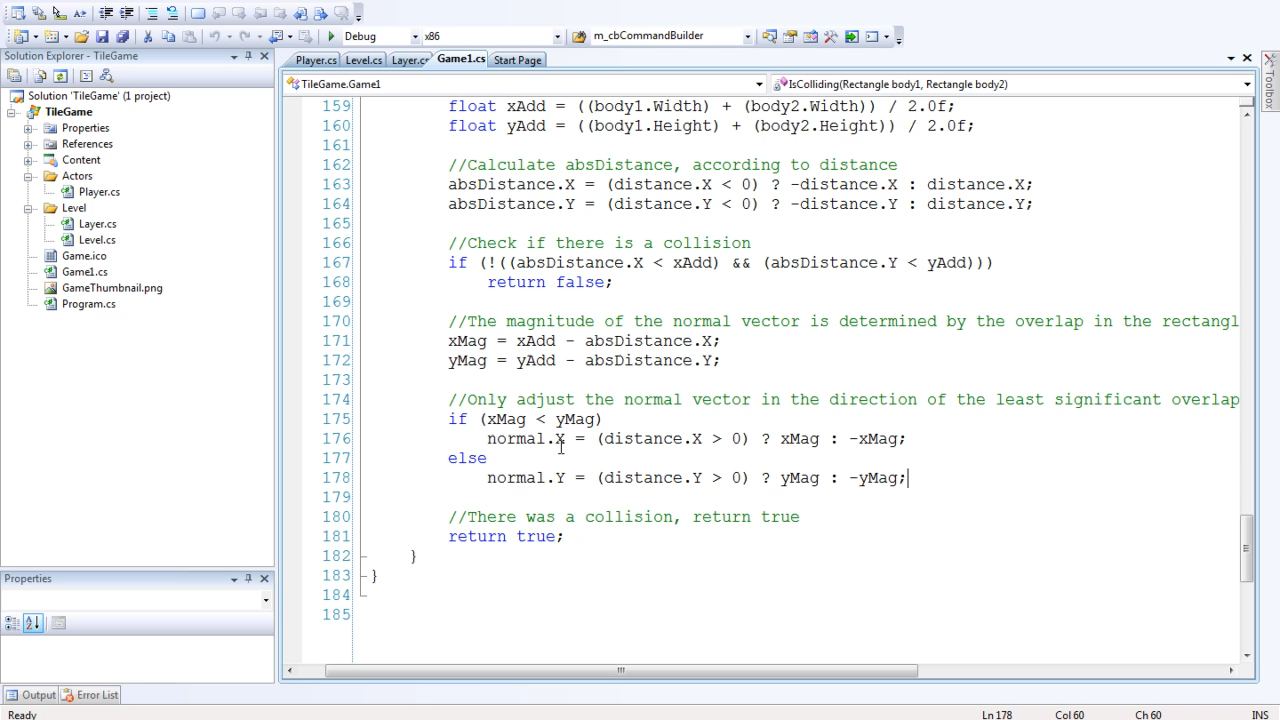 Debug
x86
m_cbCommandBuilder
Solution Explorer - TileGame
Player.cs
Level.cs
Layer.cs
Game1.cs
Start Page
Toolbox
TileGame.Game1
IsColliding(Rectangle body1, Rectangle body2)
Solution 'TileGame' (1 project)
TileGame
Properties
References
Content
Actors
Player.cs
Level
Layer.cs
Level.cs
Game.ico
Game1.cs
GameThumbnail.png
Program.cs
159 float xAdd = ((body1.Width) + (body2.Width)) / 2.0f;
160 float yAdd = ((body1.Height) + (body2.Height)) / 2.0f;
161
162 //Calculate absDistance, according to distance
163 absDistance.X = (distance.X < 0) ? -distance.X : distance.X;
164 absDistance.Y = (distance.Y < 0) ? -distance.Y : distance.Y;
165
166 //Check if there is a collision
167 if (!((absDistance.X < xAdd) && (absDistance.Y < yAdd)))
168 return false;
169
170 //The magnitude of the normal vector is determined by the overlap in the rectangl
171 xMag = xAdd - absDistance.X;
172 yMag = yAdd - absDistance.Y;
173
174 //Only adjust the normal vector in the direction of the least significant overlap
175 if (xMag < yMag)
176 normal.X = (distance.X > 0) ? xMag : -xMag;
177 else
178 normal.Y = (distance.Y > 0) ? yMag : -yMag;
179
180 //There was a collision, return true
181 return true;
182 }
183 }
184
185
Properties
Output
Error List
Ready
Ln 178
Col 60
Ch 60
INS